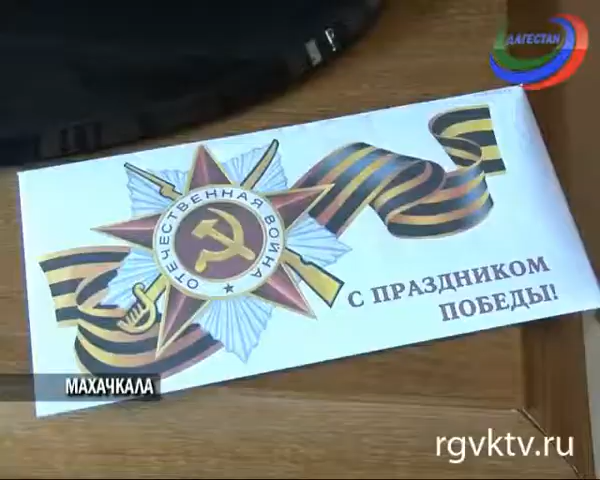 ДАГЕСТАН
ОТЕЧЕСТВЕННАЯ ВОЙНА
С ПРАЗДНИКОМ
ПОБЕДЫ!
МАХАЧКАЛА
rgvktv.ru